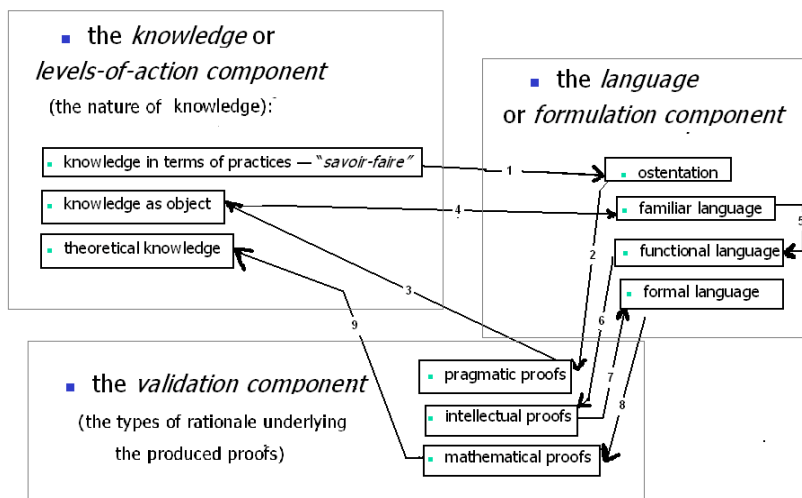 the knowledge or
levels-of-action component
(the nature of knowledge):
knowledge in terms of practices — "savoir-faire"
knowledge as object
theoretical knowledge
the language
or formulation component
ostentation
familiar language
functional language
formal language
1
4
5
2
3
6
9
7
8
the validation component
(the types of rationale underlying
the produced proofs)
pragmatic proofs
intellectual proofs
mathematical proofs